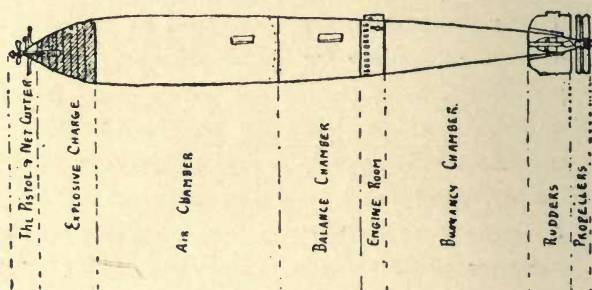 THE PISTOL & NET CUTTER
EXPLOSIVE CHARGE
AIR CHAMBER
BALANCE CHAMBER
ENGINE ROOM
BUOYANCY CHAMBER.
RUDDERS
PROPELLERS